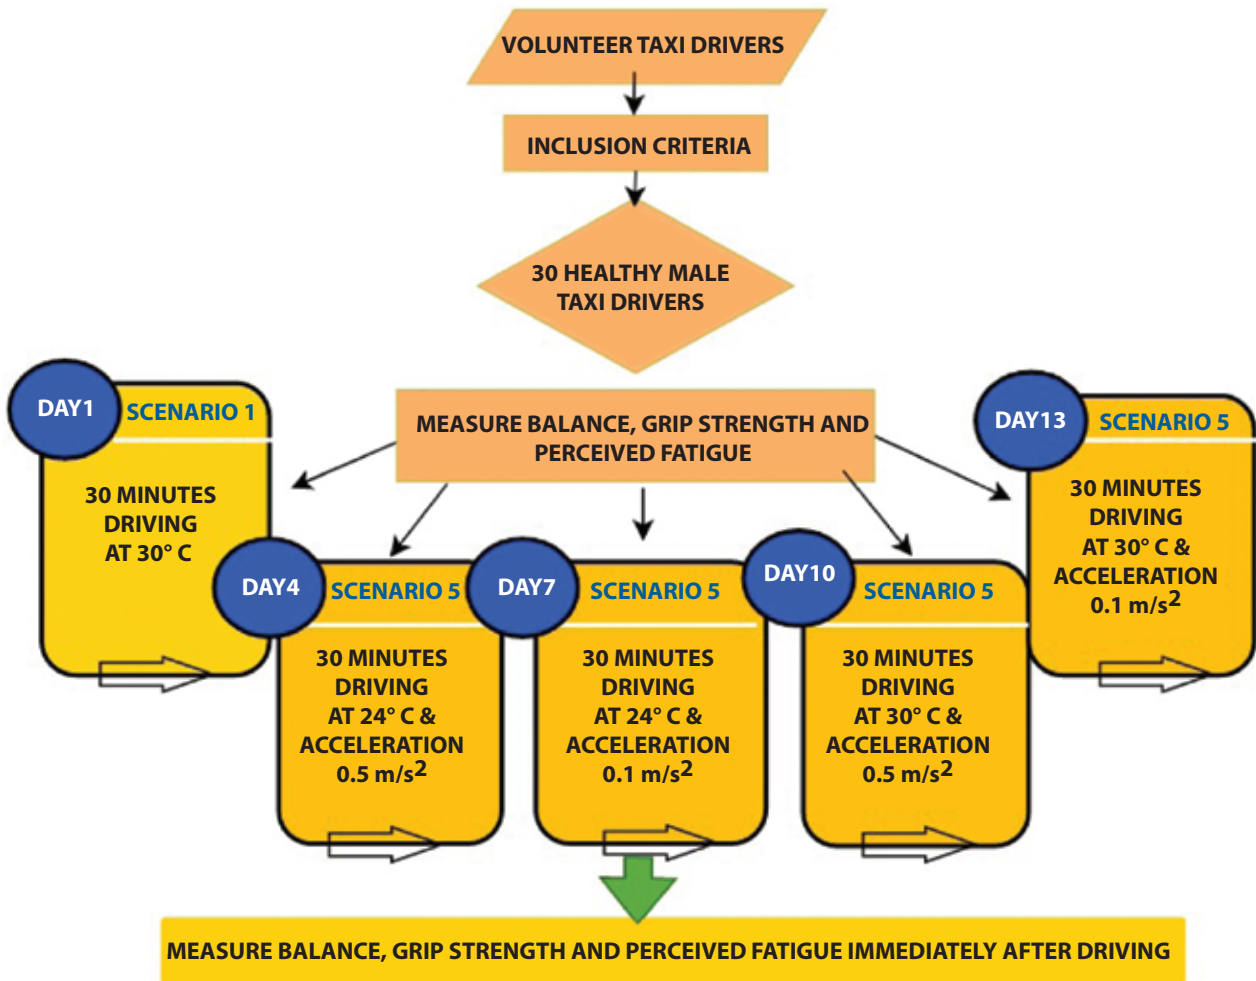 VOLUNTEER TAXI DRIVERS
INCLUSION CRITERIA
30 HEALTHY MALE
TAXI DRIVERS
MEASURE BALANCE, GRIP STRENGTH AND
PERCEIVED FATIGUE
DAY1
SCENARIO 1
30 MINUTES
DRIVING
AT 30° C
DAY4
SCENARIO 5
30 MINUTES
DRIVING
AT 24° C &
ACCELERATION
0.5 m/s²
DAY7
SCENARIO 5
30 MINUTES
DRIVING
AT 24° C &
ACCELERATION
0.1 m/s²
DAY10
SCENARIO 5
30 MINUTES
DRIVING
AT 30° C &
ACCELERATION
0.5 m/s²
DAY13
SCENARIO 5
30 MINUTES
DRIVING
AT 30° C &
ACCELERATION
0.1 m/s²
MEASURE BALANCE, GRIP STRENGTH AND PERCEIVED FATIGUE IMMEDIATELY AFTER DRIVING